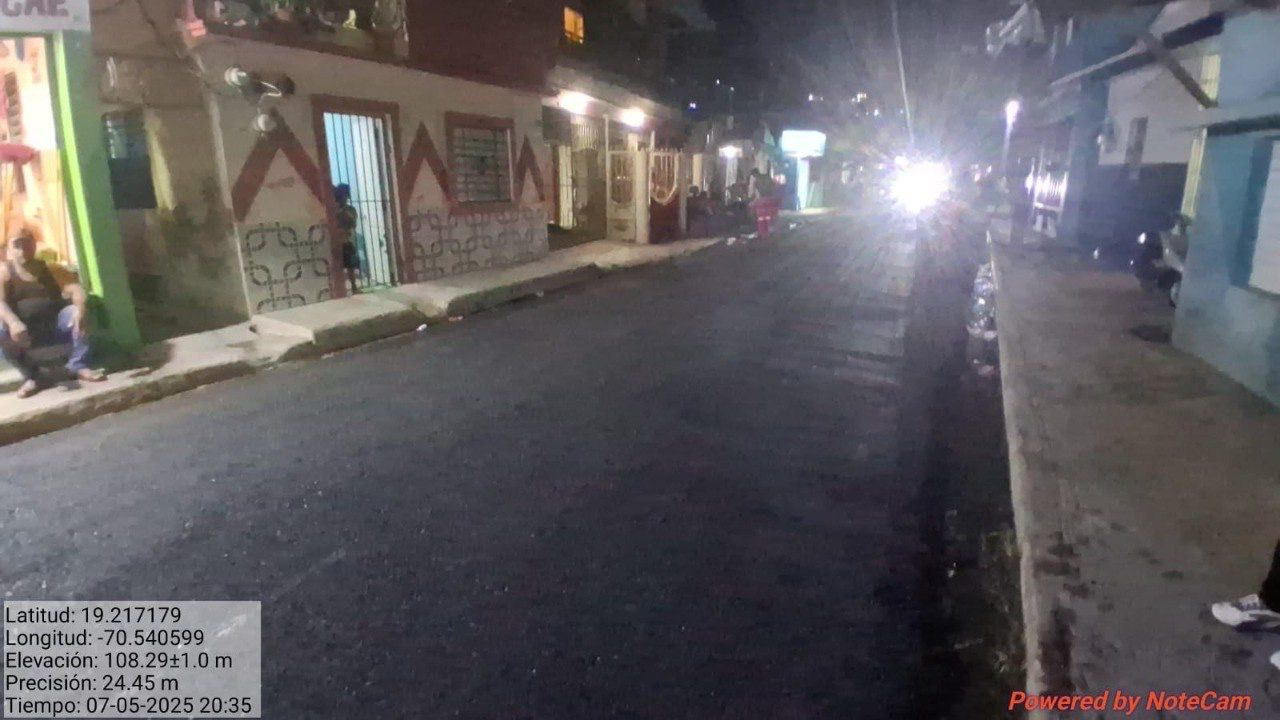 Latitud: 19.217179
Longitud: -70.540599
Elevación: 108.29±1.0 m
Precisión: 24.45 m
Tiempo: 07-05-2025 20:35
Powered by NoteCam